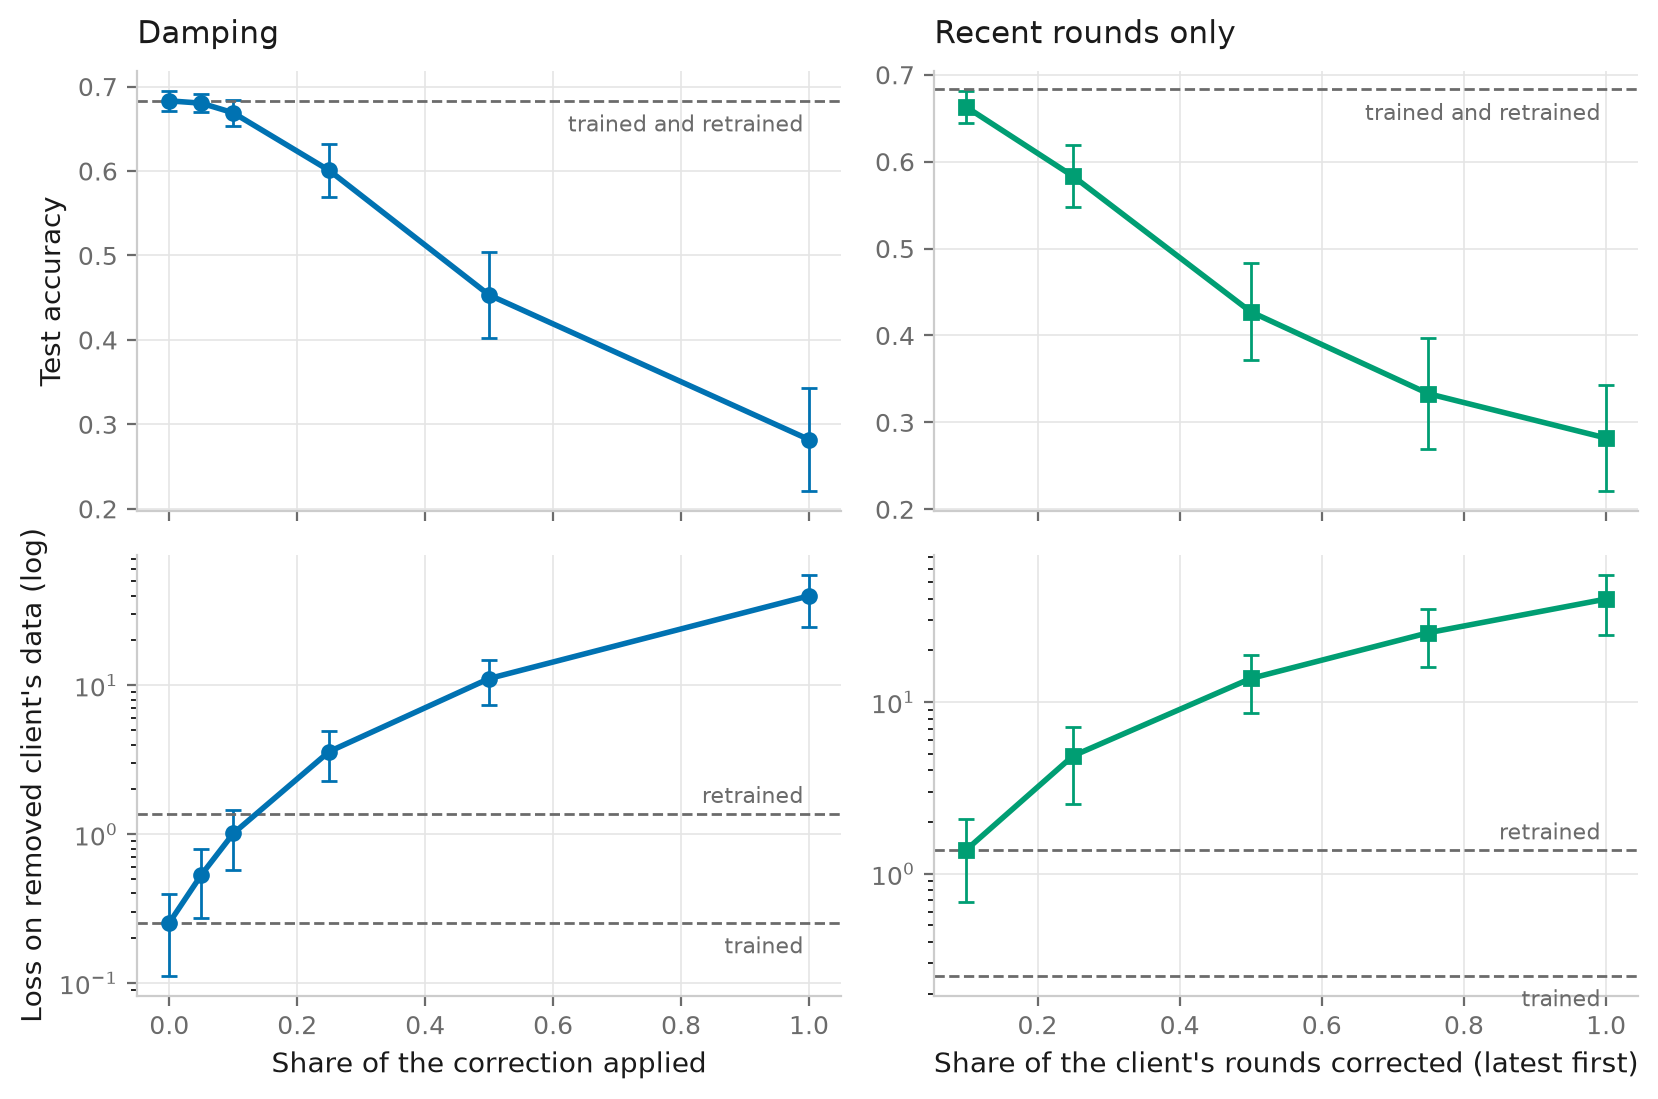 Damping
Recent rounds only
Test accuracy
0.7
0.6
0.5
0.4
0.3
0.2
trained and retrained
0.7
0.6
0.5
0.4
0.3
0.2
trained and retrained
Loss on removed client's data (log)
10¹
10⁰
10⁻¹
retrained
trained
10¹
10⁰
retrained
trained
0.0
0.2
0.4
0.6
0.8
1.0
0.2
0.4
0.6
0.8
1.0
Share of the correction applied
Share of the client's rounds corrected (latest first)